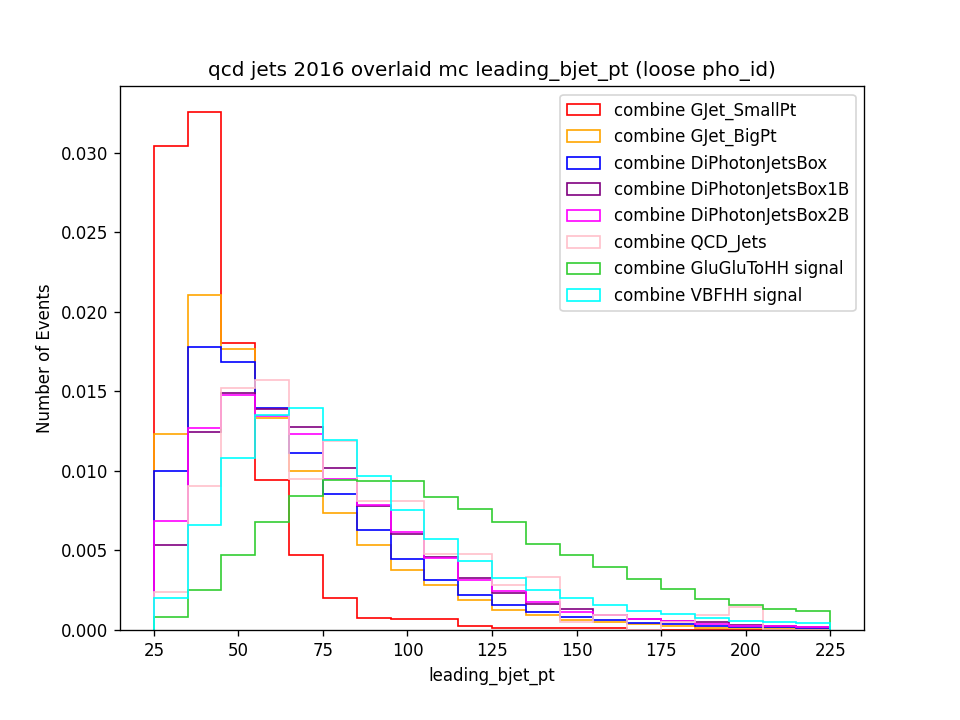 qcd jets 2016 overlaid mc leading_bjet_pt (loose pho_id)
combine GJet_SmallPt
combine GJet_BigPt
combine DiPhotonJetsBox
combine DiPhotonJetsBox1B
combine DiPhotonJetsBox2B
combine QCD_Jets
combine GluGluToHH signal
combine VBFHH signal
Number of Events
0.030
0.025
0.020
0.015
0.010
0.005
0.000
25 50 75 100 125 150 175 200 225
leading_bjet_pt